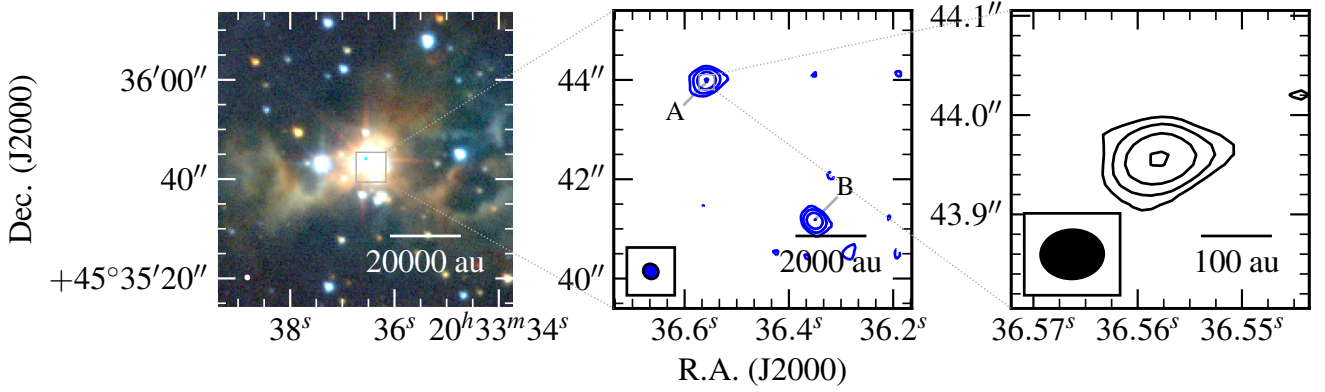 Dec. (J2000)
36′00″
40″
+45°35′20″
38ˢ
36ˢ
20ʰ33ᵐ34ˢ
20000 au
44″
42″
40″
A
B
2000 au
36.6ˢ
36.4ˢ
36.2ˢ
R.A. (J2000)
44.1″
44.0″
43.9″
100 au
36.57ˢ
36.56ˢ
36.55ˢ